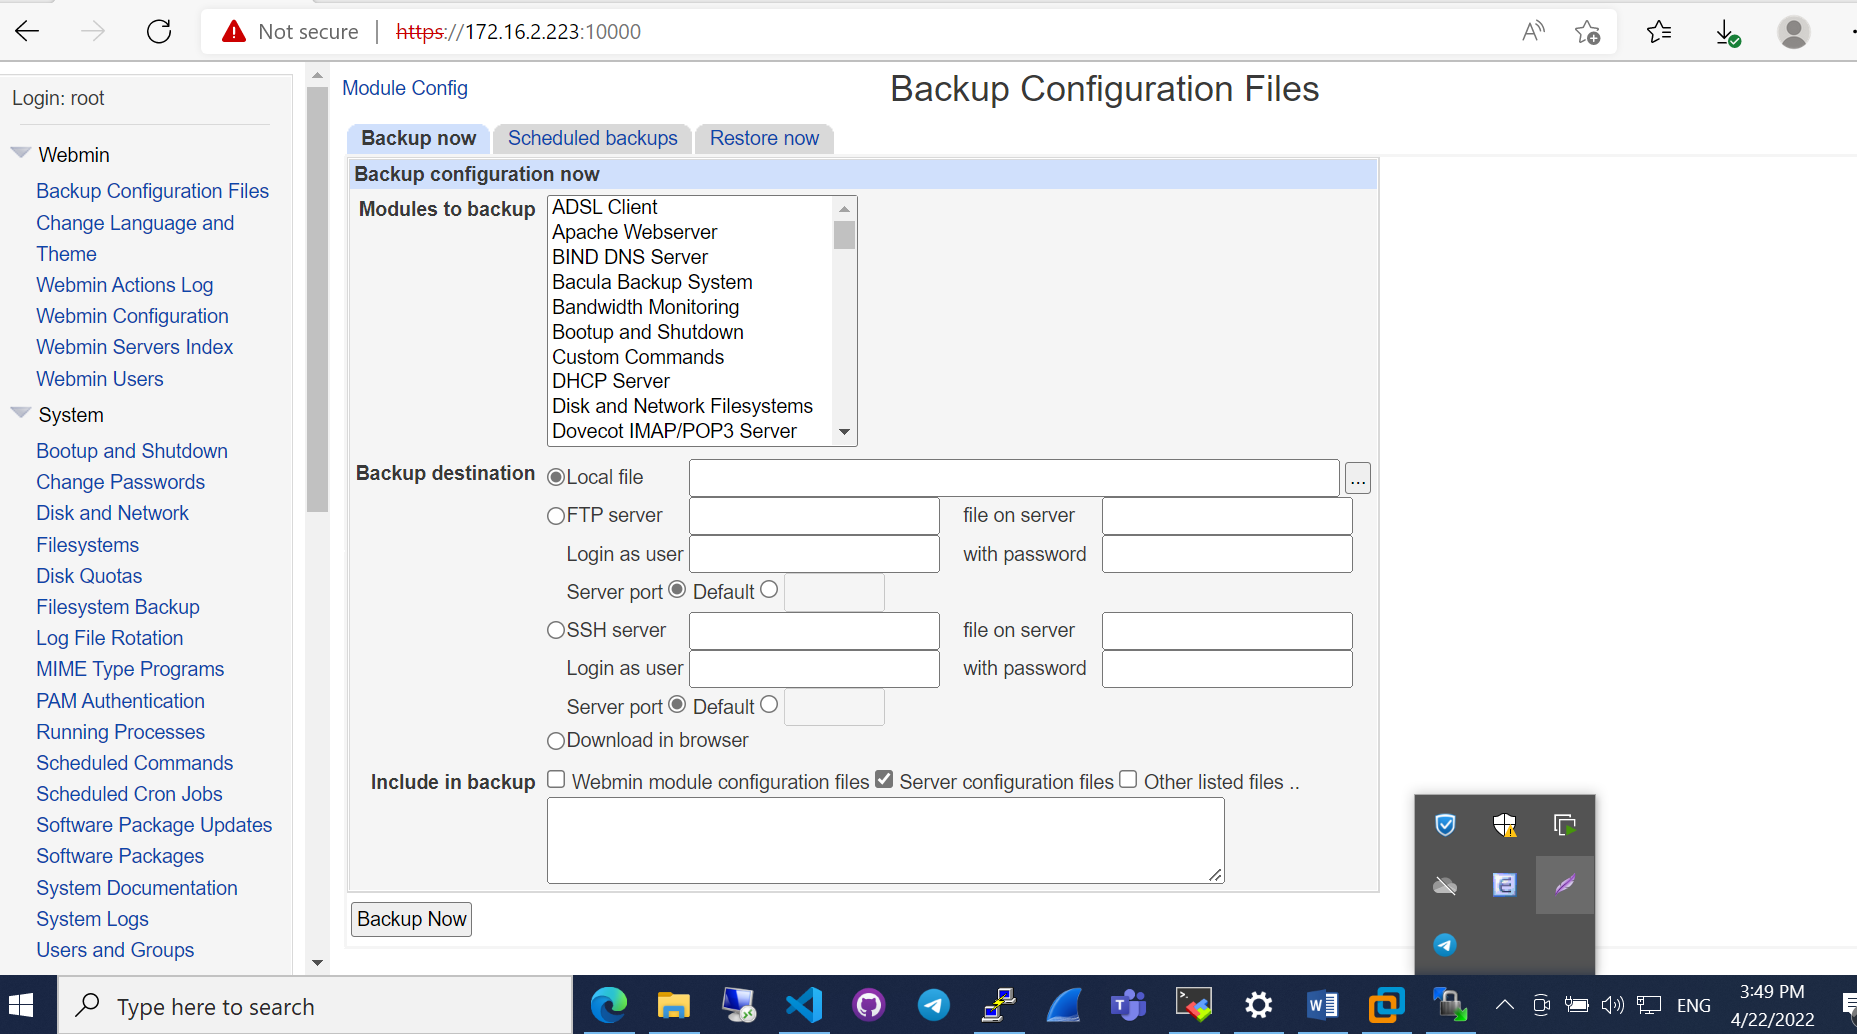 Not secure
https://172.16.2.223:10000
Login: root
Webmin
Backup Configuration Files
Change Language and
Theme
Webmin Actions Log
Webmin Configuration
Webmin Servers Index
Webmin Users
System
Bootup and Shutdown
Change Passwords
Disk and Network
Filesystems
Disk Quotas
Filesystem Backup
Log File Rotation
MIME Type Programs
PAM Authentication
Running Processes
Scheduled Commands
Scheduled Cron Jobs
Software Package Updates
Software Packages
System Documentation
System Logs
Users and Groups
Module Config
Backup Configuration Files
Backup now
Scheduled backups
Restore now
Backup configuration now
Modules to backup
ADSL Client
Apache Webserver
BIND DNS Server
Bacula Backup System
Bandwidth Monitoring
Bootup and Shutdown
Custom Commands
DHCP Server
Disk and Network Filesystems
Dovecot IMAP/POP3 Server
Backup destination
Local file
...
FTP server
file on server
Login as user
with password
Server port Default
SSH server
file on server
Login as user
with password
Server port Default
Download in browser
Include in backup
Webmin module configuration files Server configuration files Other listed files ..
Backup Now
Type here to search
ENG
3:49 PM
4/22/2022